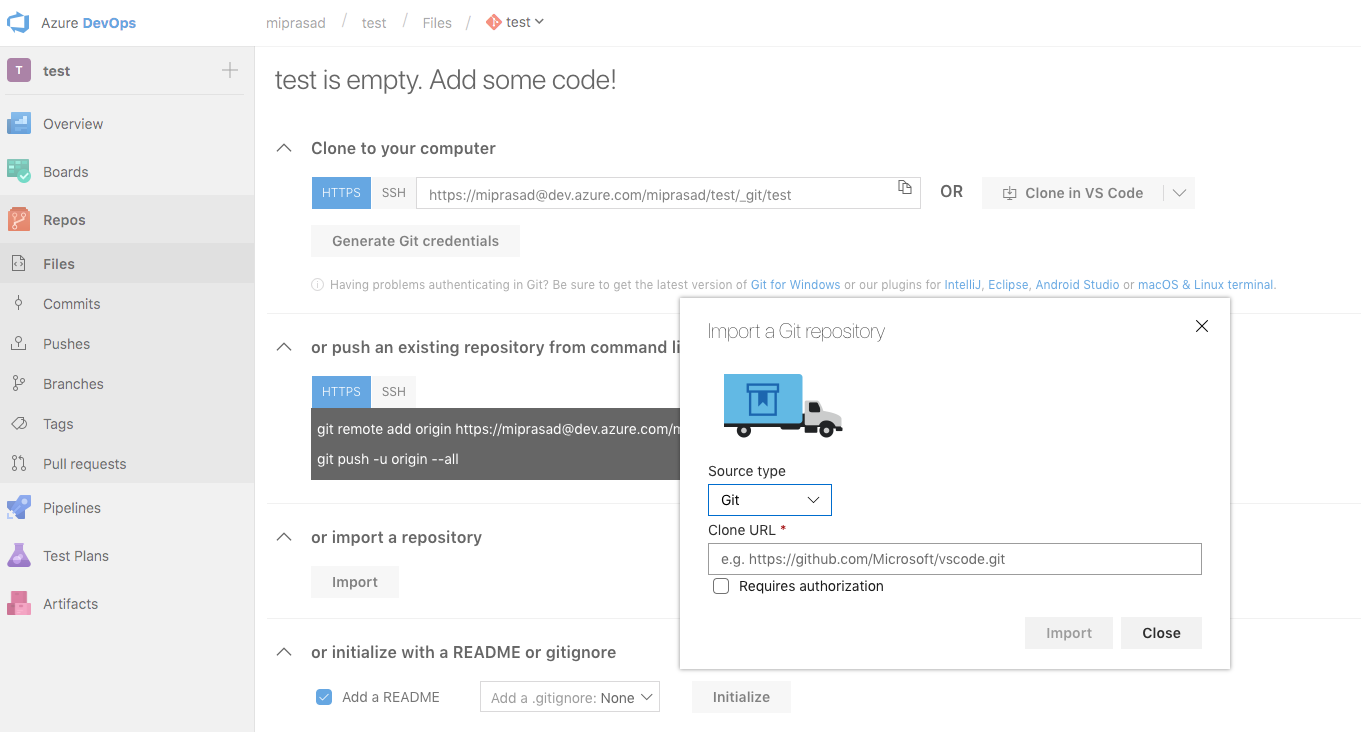 Azure DevOps
miprasad / test / Files / test
T test
Overview
Boards
Repos
Files
Commits
Pushes
Branches
Tags
Pull requests
Pipelines
Test Plans
Artifacts
test is empty. Add some code!
Clone to your computer
HTTPS SSH https://miprasad@dev.azure.com/miprasad/test/_git/test OR Clone in VS Code
Generate Git credentials
Having problems authenticating in Git? Be sure to get the latest version of Git for Windows or our plugins for IntelliJ, Eclipse, Android Studio or macOS & Linux terminal.
or push an existing repository from command li
HTTPS SSH
git remote add origin https://miprasad@dev.azure.com/m
git push -u origin --all
or import a repository
Import
or initialize with a README or gitignore
Add a README Add a .gitignore: None Initialize
Import a Git repository
Source type
Git
Clone URL *
e.g. https://github.com/Microsoft/vscode.git
Requires authorization
Import Close